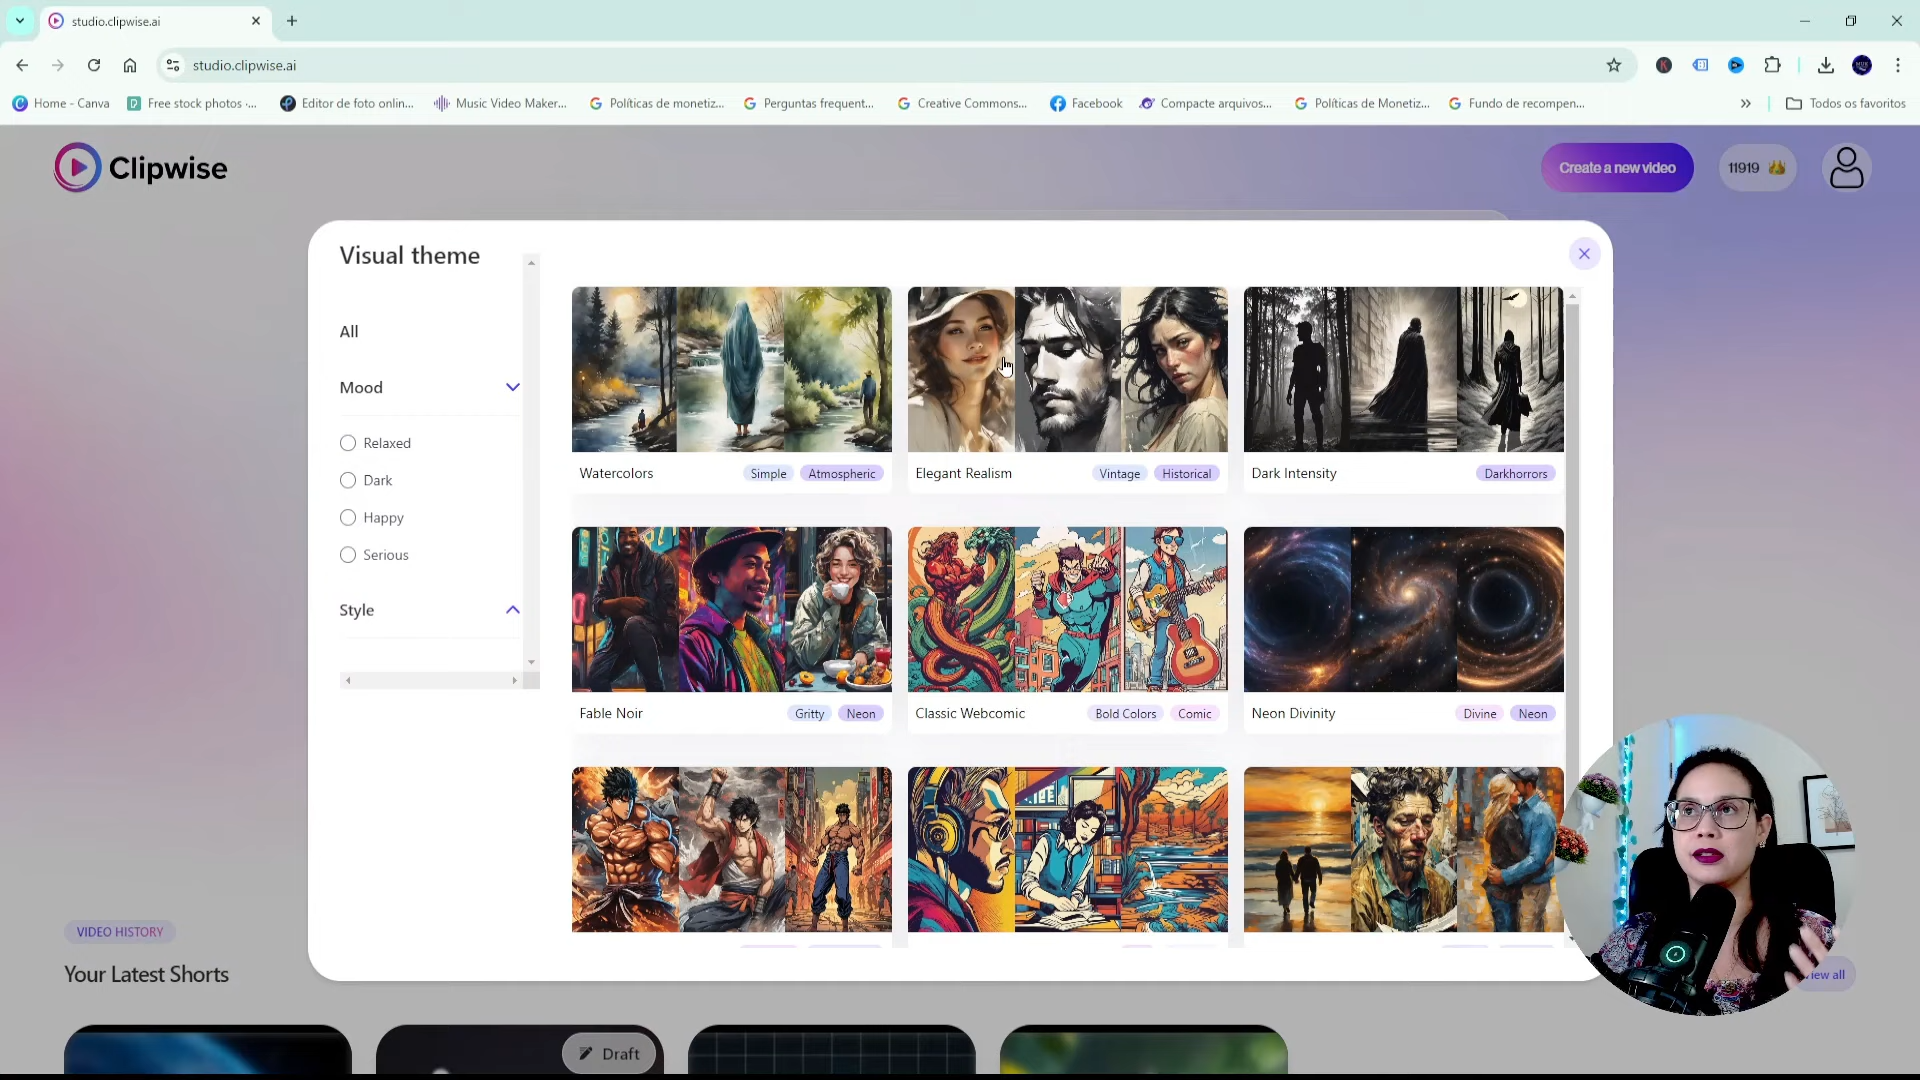 studio.clipwise.ai
studio.clipwise.ai
Home - Canva
Free stock photos -...
Editor de foto onlin...
Music Video Maker...
Políticas de monetiz...
Perguntas frequent...
Creative Commons...
Facebook
Compacte arquivos...
Políticas de Monetiz...
Fundo de recompen...
Todos os favoritos
Clipwise
Create a new video
11919
Visual theme
All
Mood
Relaxed
Dark
Happy
Serious
Style
Watercolors
Simple
Atmospheric
Elegant Realism
Vintage
Historical
Dark Intensity
Darkhorrors
Fable Noir
Gritty
Neon
Classic Webcomic
Bold Colors
Comic
Neon Divinity
Divine
Neon
VIDEO HISTORY
Your Latest Shorts
all
Draft